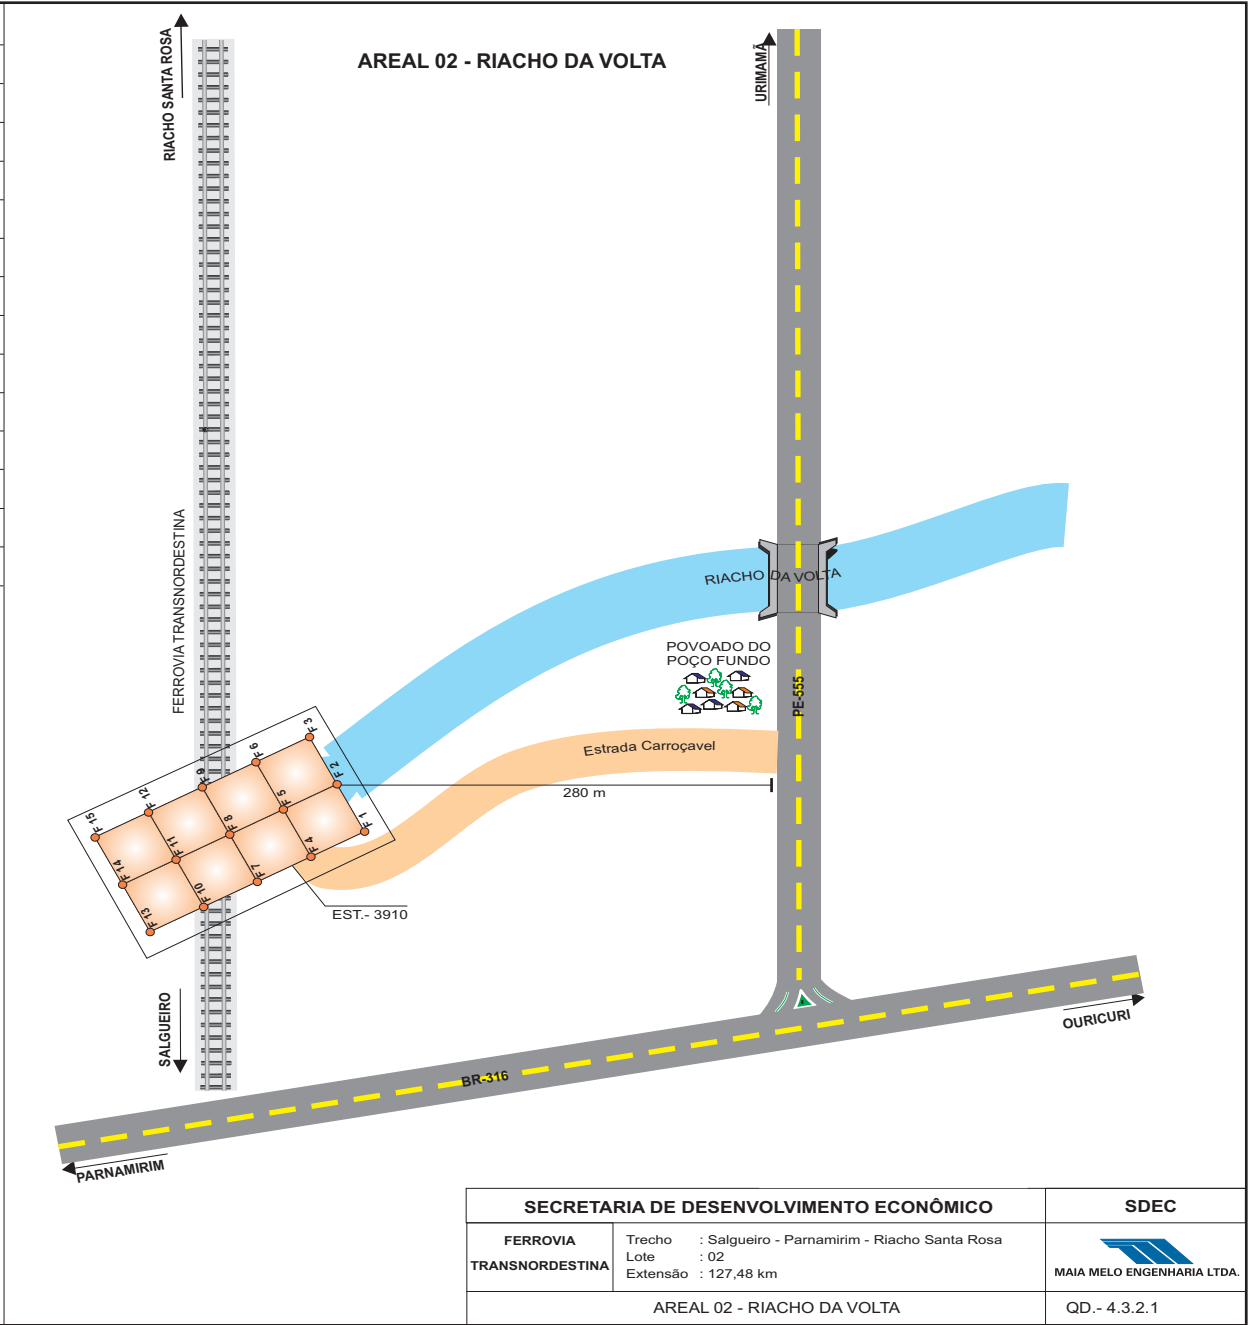 AREAL 02 - RIACHO DA VOLTA
RIACHO SANTA ROSA
URIMAMÃ
FERROVIA TRANSNORDESTINA
RIACHO DA VOLTA
POVOADO DO
POÇO FUNDO
PE-555
Estrada Carroçavel
280 m
F 3
F 6
F 2
F 9
F 12
F 5
F 1
F 15
F 8
F 11
F 4
F 14
F 7
F 10
F 13
EST.- 3910
SALGUEIRO
OURICURI
BR-316
PARNAMIRIM
SECRETARIA DE DESENVOLVIMENTO ECONÔMICO
SDEC
FERROVIA
TRANSNORDESTINA
Trecho : Salgueiro - Parnamirim - Riacho Santa Rosa
Lote : 02
Extensão : 127,48 km
MAIA MELO ENGENHARIA LTDA.
AREAL 02 - RIACHO DA VOLTA
QD.- 4.3.2.1